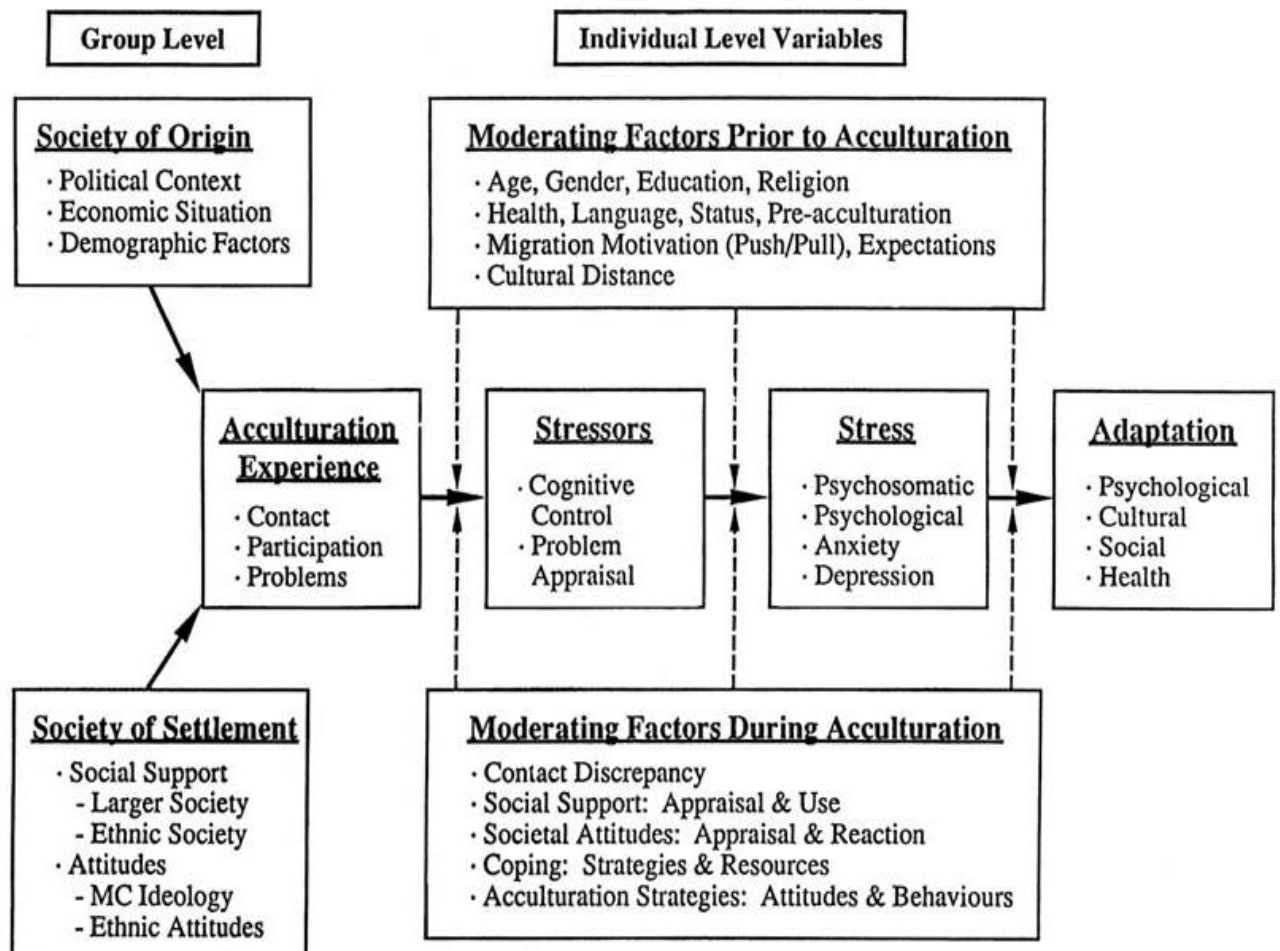 Group Level
Individual Level Variables
Society of Origin
· Political Context
· Economic Situation
· Demographic Factors
Moderating Factors Prior to Acculturation
· Age, Gender, Education, Religion
· Health, Language, Status, Pre-acculturation
· Migration Motivation (Push/Pull), Expectations
· Cultural Distance
Acculturation
Experience
· Contact
· Participation
· Problems
Stressors
· Cognitive
Control
· Problem
Appraisal
Stress
· Psychosomatic
· Psychological
· Anxiety
· Depression
Adaptation
· Psychological
· Cultural
· Social
· Health
Society of Settlement
· Social Support
- Larger Society
- Ethnic Society
· Attitudes
- MC Ideology
- Ethnic Attitudes
Moderating Factors During Acculturation
· Contact Discrepancy
· Social Support: Appraisal & Use
· Societal Attitudes: Appraisal & Reaction
· Coping: Strategies & Resources
· Acculturation Strategies: Attitudes & Behaviours